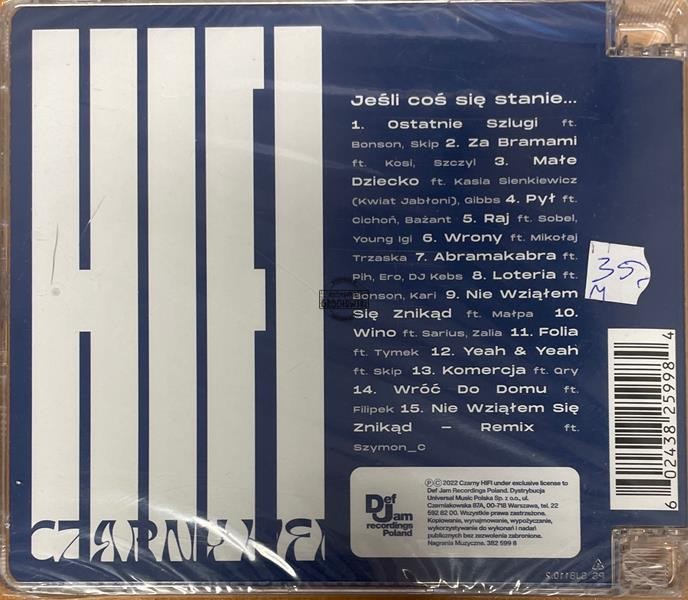 HIFI
CZARNY HIFI
Jeśli coś się stanie...
1. Ostatnie Szlugi ft.
Bonson, Skip 2. Za Bramami
ft. Kosi, Szczyl 3. Małe
Dziecko ft. Kasia Sienkiewicz
(Kwiat Jabłoni), Gibbs 4. Pył ft.
Cichoń, Bażant 5. Raj ft. Sobel,
Young Igi 6. Wrony ft. Mikołaj
Trzaska 7. Abramakabra ft.
Pih, Ero, DJ Kebs 8. Loteria ft.
Bonson, Kari 9. Nie Wziąłem
Się Znikąd ft. Małpa 10.
Wino ft. Sarius, Zalia 11. Folia
ft. Tymek 12. Yeah & Yeah
ft. Skip 13. Komercja ft. Qry
14. Wróć Do Domu ft.
Filipek 15. Nie Wziąłem Się
Znikąd – Remix ft.
Szymon_C
35,-
M
6 02438 25998 4
Def Jam
recordings
Poland
℗ © 2022 Czarny HIFI under exclusive license to
Def Jam Recordings Poland. Dystrybucja
Universal Music Polska Sp. z o.o., ul.
Czerniakowska 87A, 00-718 Warszawa, tel. 22
592 82 00. Wszystkie prawa zastrzeżone.
Kopiowanie, wynajmowanie, wypożyczanie,
wykorzystywanie do wykonań i nadań
publicznych bez zezwolenia zabronione.
Nagrania Muzyczne. 382 599 8